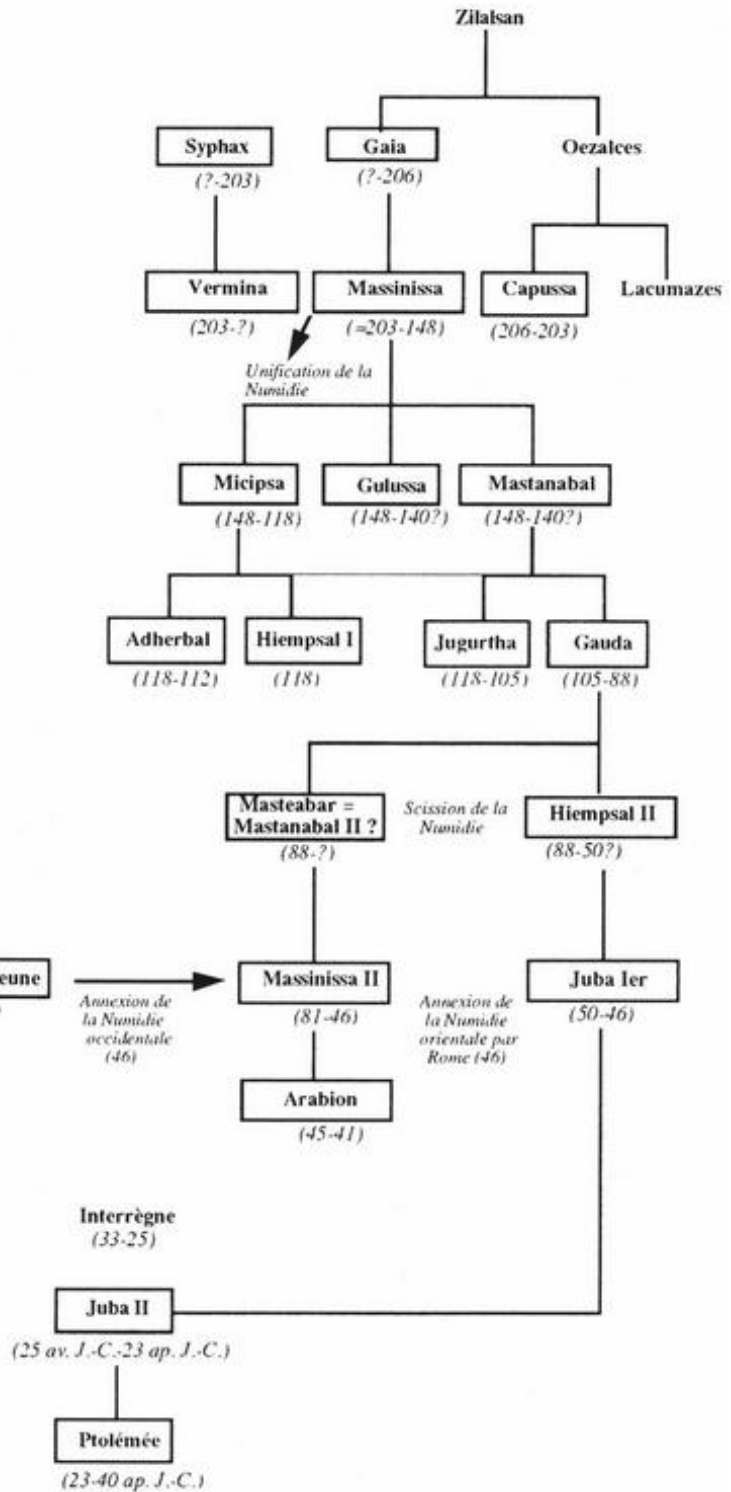 Zilalsan
Syphax
Gaia
Oezalces
(?-203)
(?-206)
Vermina
Massinissa
Capussa
Lacumazes
(203-?)
(≈203-148)
(206-203)
Unification de la
Numidie
Micipsa
Gulussa
Mastanabal
(148-118)
(148-140?)
(148-140?)
Adherbal
Hiempsal I
Jugurtha
Gauda
(118-112)
(118)
(118-105)
(105-88)
Masteabar =
Mastanabal II ?
(88-?)
Scission de la
Numidie
Hiempsal II
(88-50?)
eune
)
Annexion de
la Numidie
occidentale
(46)
Massinissa II
(81-46)
Annexion de
la Numidie
orientale par
Rome (46)
Juba Ier
(50-46)
Arabion
(45-41)
Interrègne
(33-25)
Juba II
(25 av. J.-C.-23 ap. J.-C.)
Ptolémée
(23-40 ap. J.-C.)